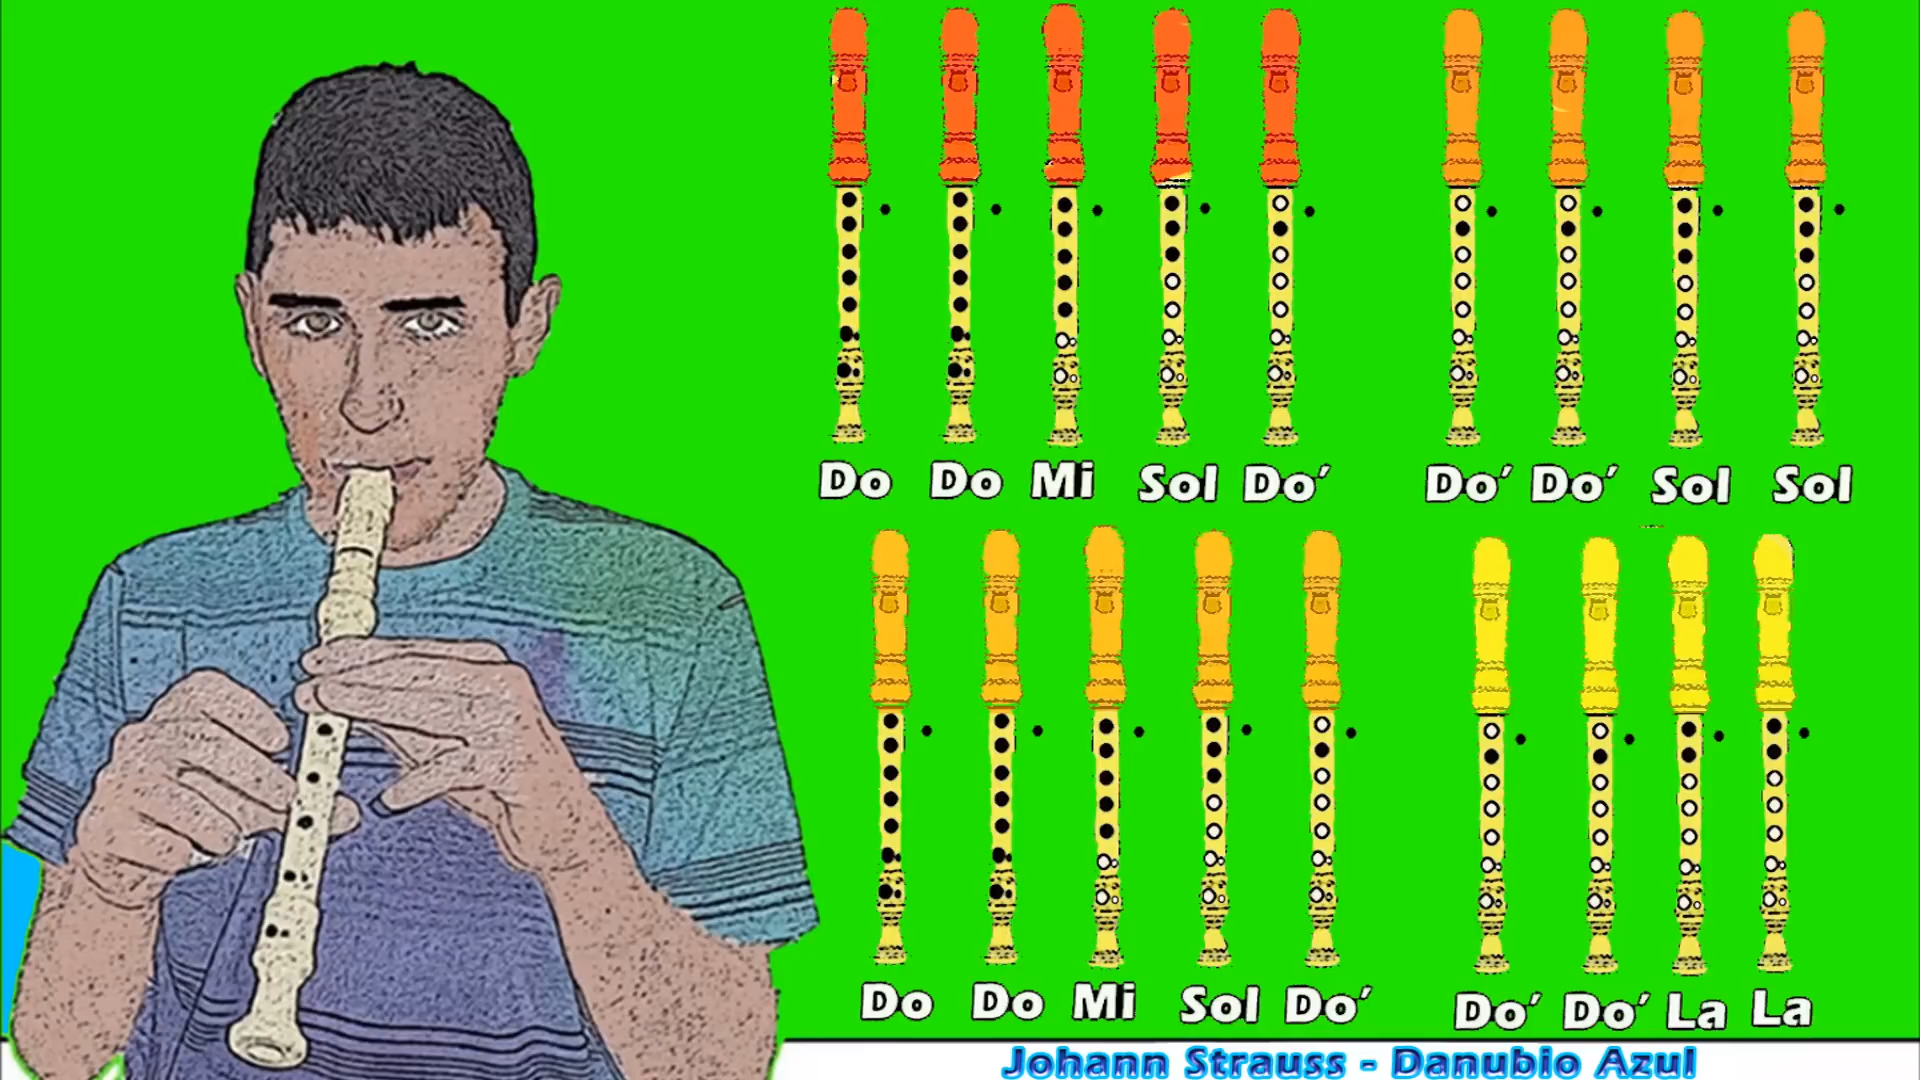 Do Do Mi Sol Do' Do' Do' Sol Sol
Do Do Mi Sol Do' Do' Do' La La
Johann Strauss - Danubio Azul